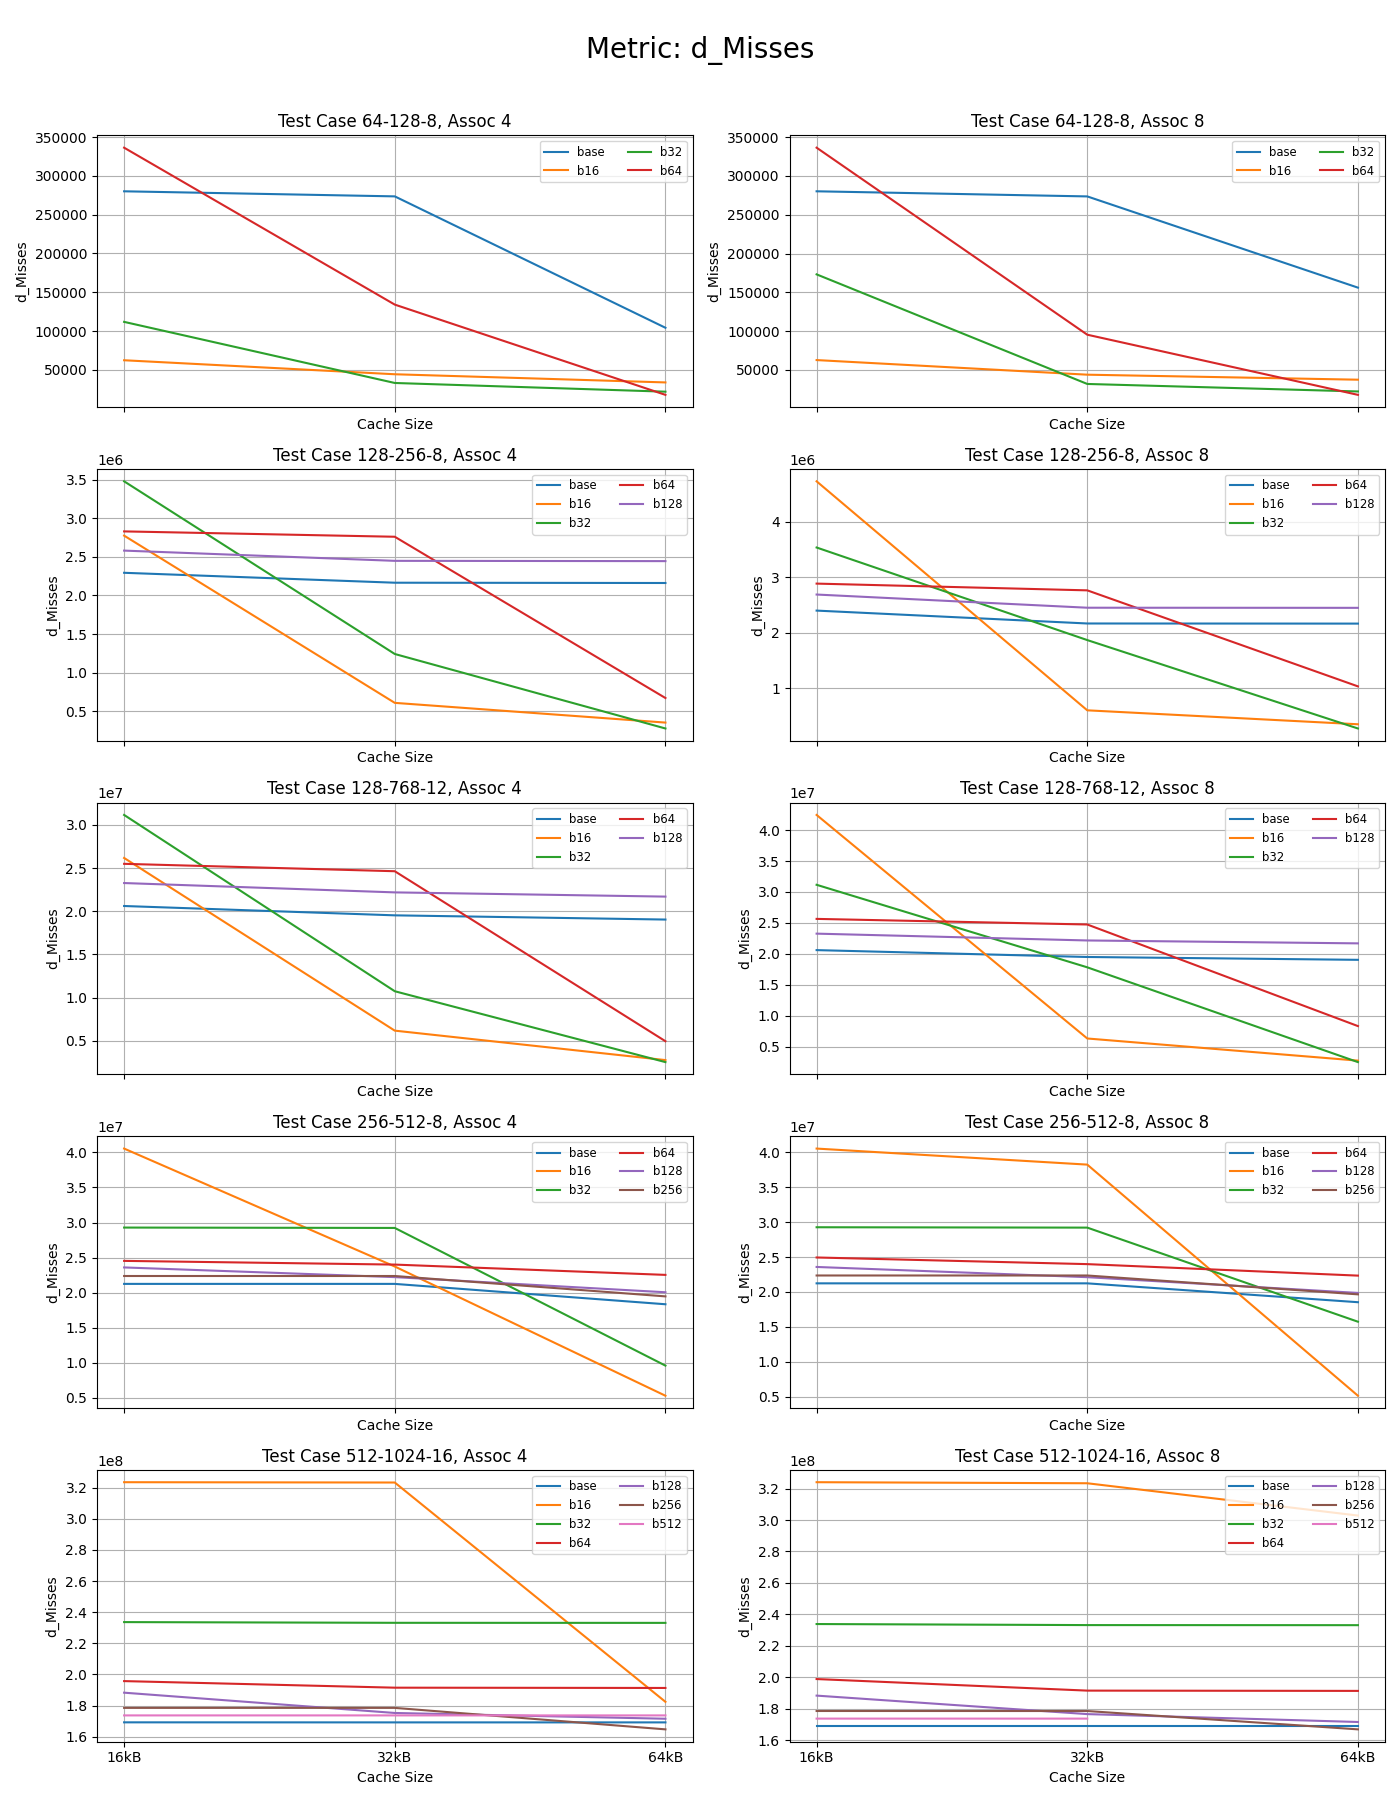 Metric: d_Misses
Test Case 64-128-8, Assoc 4
350000
300000
250000
200000
150000
100000
50000
d_Misses
base b32
b16 b64
Cache Size
Test Case 64-128-8, Assoc 8
350000
300000
250000
200000
150000
100000
50000
d_Misses
base b32
b16 b64
Cache Size
Test Case 128-256-8, Assoc 4
1e6
3.5
3.0
2.5
2.0
1.5
1.0
0.5
d_Misses
base b64
b16 b128
b32
Cache Size
Test Case 128-256-8, Assoc 8
1e6
4
3
2
1
d_Misses
base b64
b16 b128
b32
Cache Size
Test Case 128-768-12, Assoc 4
1e7
3.0
2.5
2.0
1.5
1.0
0.5
d_Misses
base b64
b16 b128
b32
Cache Size
Test Case 128-768-12, Assoc 8
1e7
4.0
3.5
3.0
2.5
2.0
1.5
1.0
0.5
d_Misses
base b64
b16 b128
b32
Cache Size
Test Case 256-512-8, Assoc 4
1e7
4.0
3.5
3.0
2.5
2.0
1.5
1.0
0.5
d_Misses
base b64
b16 b128
b32 b256
Cache Size
Test Case 256-512-8, Assoc 8
1e7
4.0
3.5
3.0
2.5
2.0
1.5
1.0
0.5
d_Misses
base b64
b16 b128
b32 b256
Cache Size
Test Case 512-1024-16, Assoc 4
1e8
3.2
3.0
2.8
2.6
2.4
2.2
2.0
1.8
1.6
d_Misses
base b128
b16 b256
b32 b512
b64
16kB 32kB 64kB
Cache Size
Test Case 512-1024-16, Assoc 8
1e8
3.2
3.0
2.8
2.6
2.4
2.2
2.0
1.8
1.6
d_Misses
base b128
b16 b256
b32 b512
b64
16kB 32kB 64kB
Cache Size